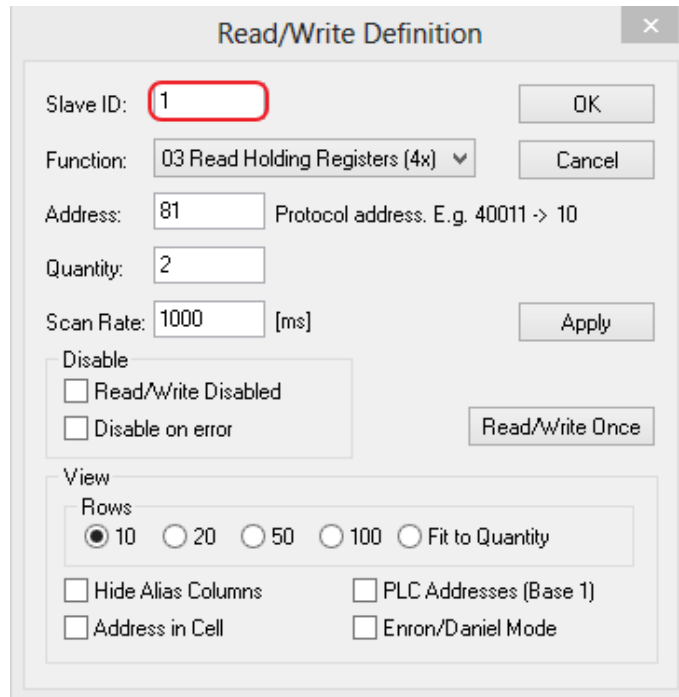 Read/Write Definition
Slave ID: 1 OK
Function: 03 Read Holding Registers (4x) Cancel
Address: 81 Protocol address. E.g. 40011 -> 10
Quantity: 2
Scan Rate: 1000 [ms] Apply
Disable
Read/Write Disabled
Disable on error Read/Write Once
View
Rows
10 20 50 100 Fit to Quantity
Hide Alias Columns PLC Addresses (Base 1)
Address in Cell Enron/Daniel Mode